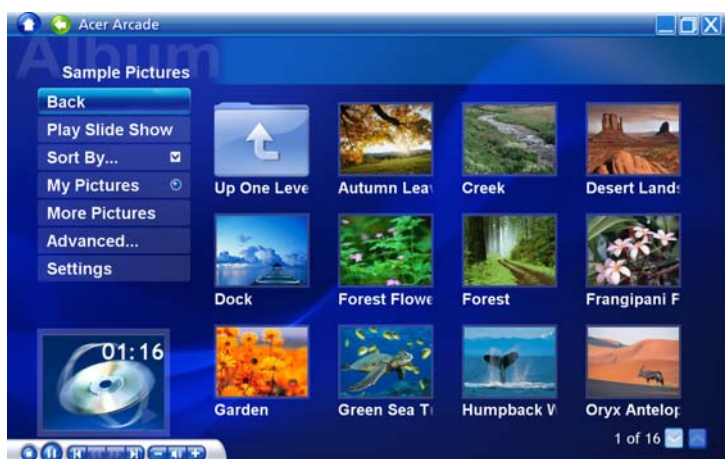 Acer Arcade
Album
Sample Pictures
Back
Play Slide Show
Sort By...
My Pictures
More Pictures
Advanced...
Settings
Up One Leve
Autumn Leav
Creek
Desert Lands
Dock
Forest Flowe
Forest
Frangipani F
Garden
Green Sea T
Humpback W
Oryx Antelop
01:16
1 of 16